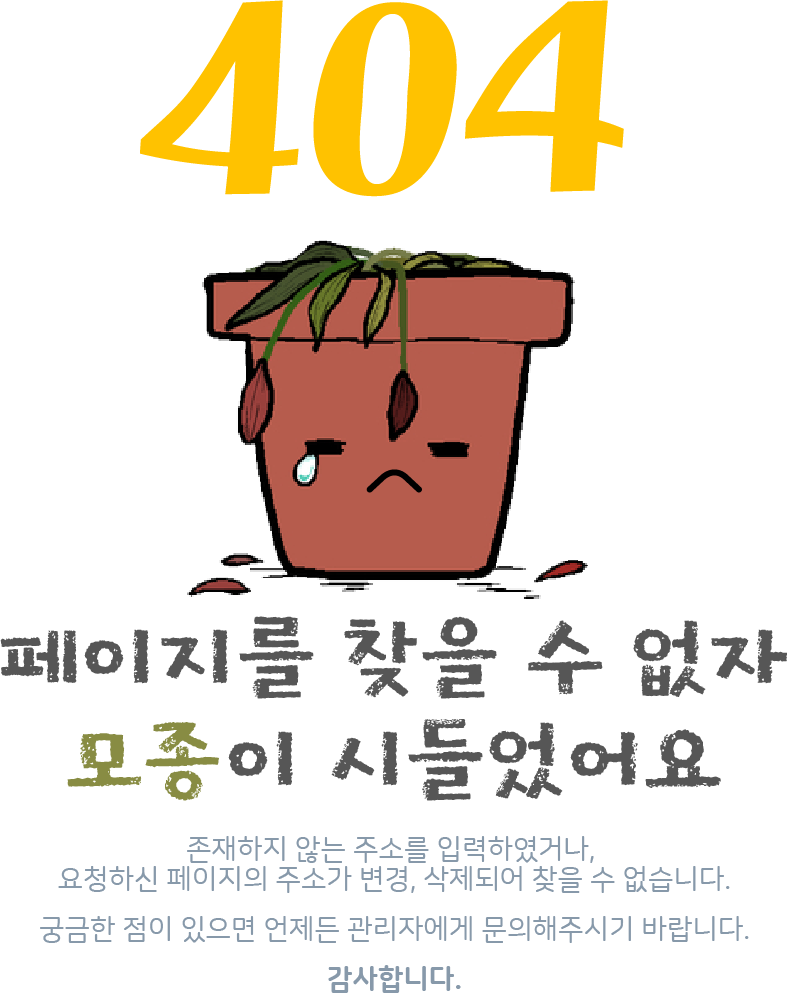 404
페이지를 찾을 수 없자
모종이 시들었어요
존재하지 않는 주소를 입력하였거나,
요청하신 페이지의 주소가 변경, 삭제되어 찾을 수 없습니다.
궁금한 점이 있으면 언제든 관리자에게 문의해주시기 바랍니다.
감사합니다.